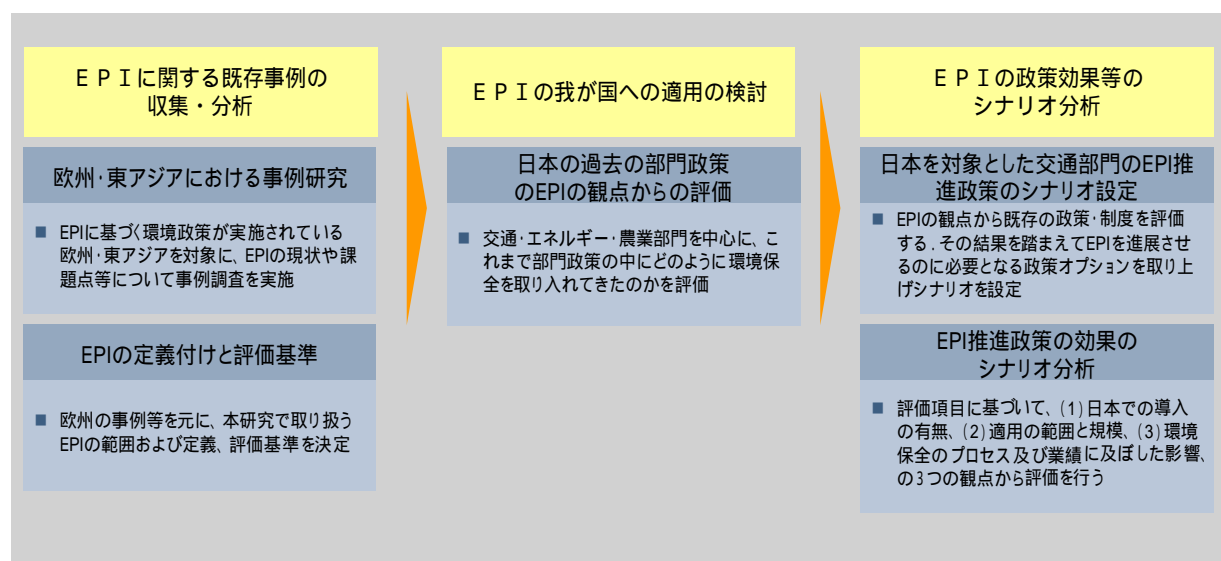 ＥＰＩに関する既存事例の
収集・分析
欧州・東アジアにおける事例研究
■ EPIに基づく環境政策が実施されている
欧州・東アジアを対象に、EPIの現状や課
題点等について事例調査を実施
EPIの定義付けと評価基準
■ 欧州の事例等を元に、本研究で取り扱う
EPIの範囲および定義、評価基準を決定
ＥＰＩの我が国への適用の検討
日本の過去の部門政策
のEPIの観点からの評価
■ 交通・エネルギー・農業部門を中心に、こ
れまで部門政策の中にどのように環境保
全を取り入れてきたのかを評価
ＥＰＩの政策効果等の
シナリオ分析
日本を対象とした交通部門のEPI推
進政策のシナリオ設定
■ EPIの観点から既存の政策・制度を評価
する．その結果を踏まえてEPIを進展させ
るのに必要となる政策オプションを取り上
げシナリオを設定
EPI推進政策の効果の
シナリオ分析
■ 評価項目に基づいて、(1)日本での導入
の有無、(2)適用の範囲と規模、(3)環境
保全のプロセス及び業績に及ぼした影響、
の3つの観点から評価を行う